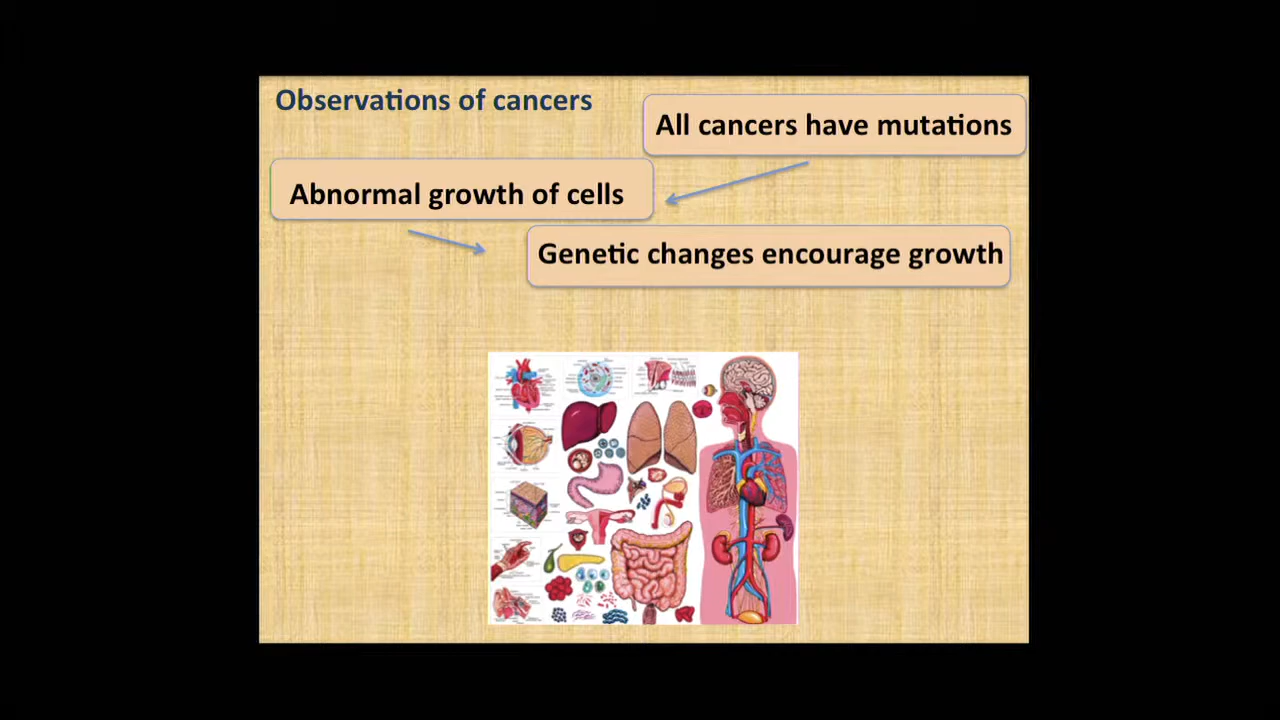 Observations of cancers
All cancers have mutations
Abnormal growth of cells
Genetic changes encourage growth